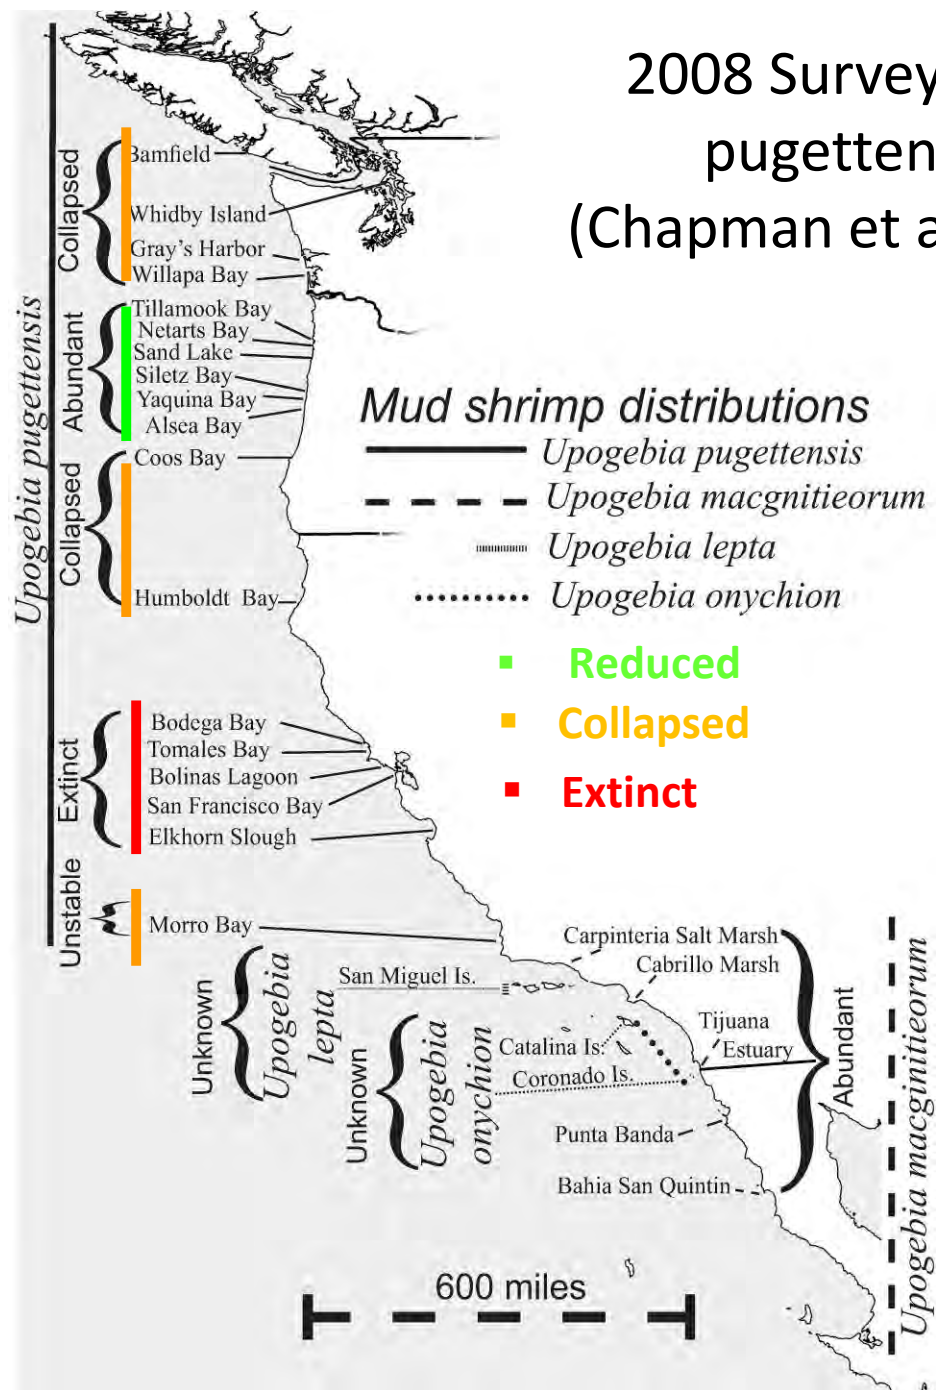 2008 Survey
pugetten
(Chapman et a
Upogebia pugettensis
Collapsed
Bamfield
Whidby Island
Gray's Harbor
Willapa Bay
Abundant
Tillamook Bay
Netarts Bay
Sand Lake
Siletz Bay
Yaquina Bay
Alsea Bay
Collapsed
Coos Bay
Humboldt Bay
Mud shrimp distributions
Upogebia pugettensis
Upogebia macgnitieorum
Upogebia lepta
Upogebia onychion
Reduced
Collapsed
Extinct
Extinct
Bodega Bay
Tomales Bay
Bolinas Lagoon
San Francisco Bay
Elkhorn Slough
Unstable
Morro Bay
Unknown
Upogebia
lepta
San Miguel Is.
Unknown
Upogebia
onychion
Catalina Is.
Coronado Is.
Carpinteria Salt Marsh
Cabrillo Marsh
Tijuana
Estuary
Punta Banda
Bahia San Quintin
Abundant
Upogebia macginitieorum
600 miles